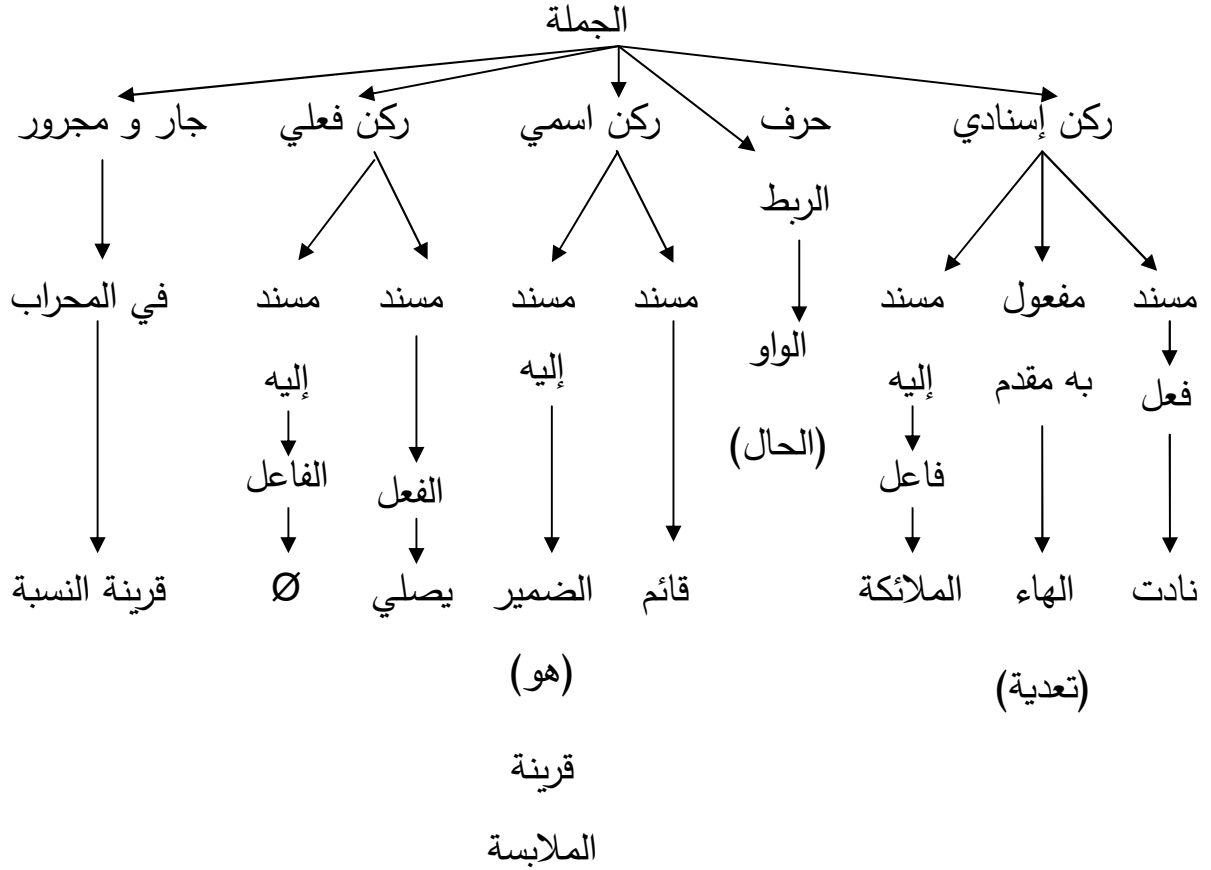 الجملة
ركن إسنادي حرف ركن اسمي ركن فعلي جار و مجرور
الربط
مسند مفعول مسند مسند مسند مسند مسند في المحراب
الواو
به مقدم إليه إليه إليه
فعل
(الحال)
فاعل الفعل الفاعل
نادت الهاء الملائكة قائم الضمير يصلي Ø قرينة النسبة
(تعدية) (هو)
قرينة
الملابسة